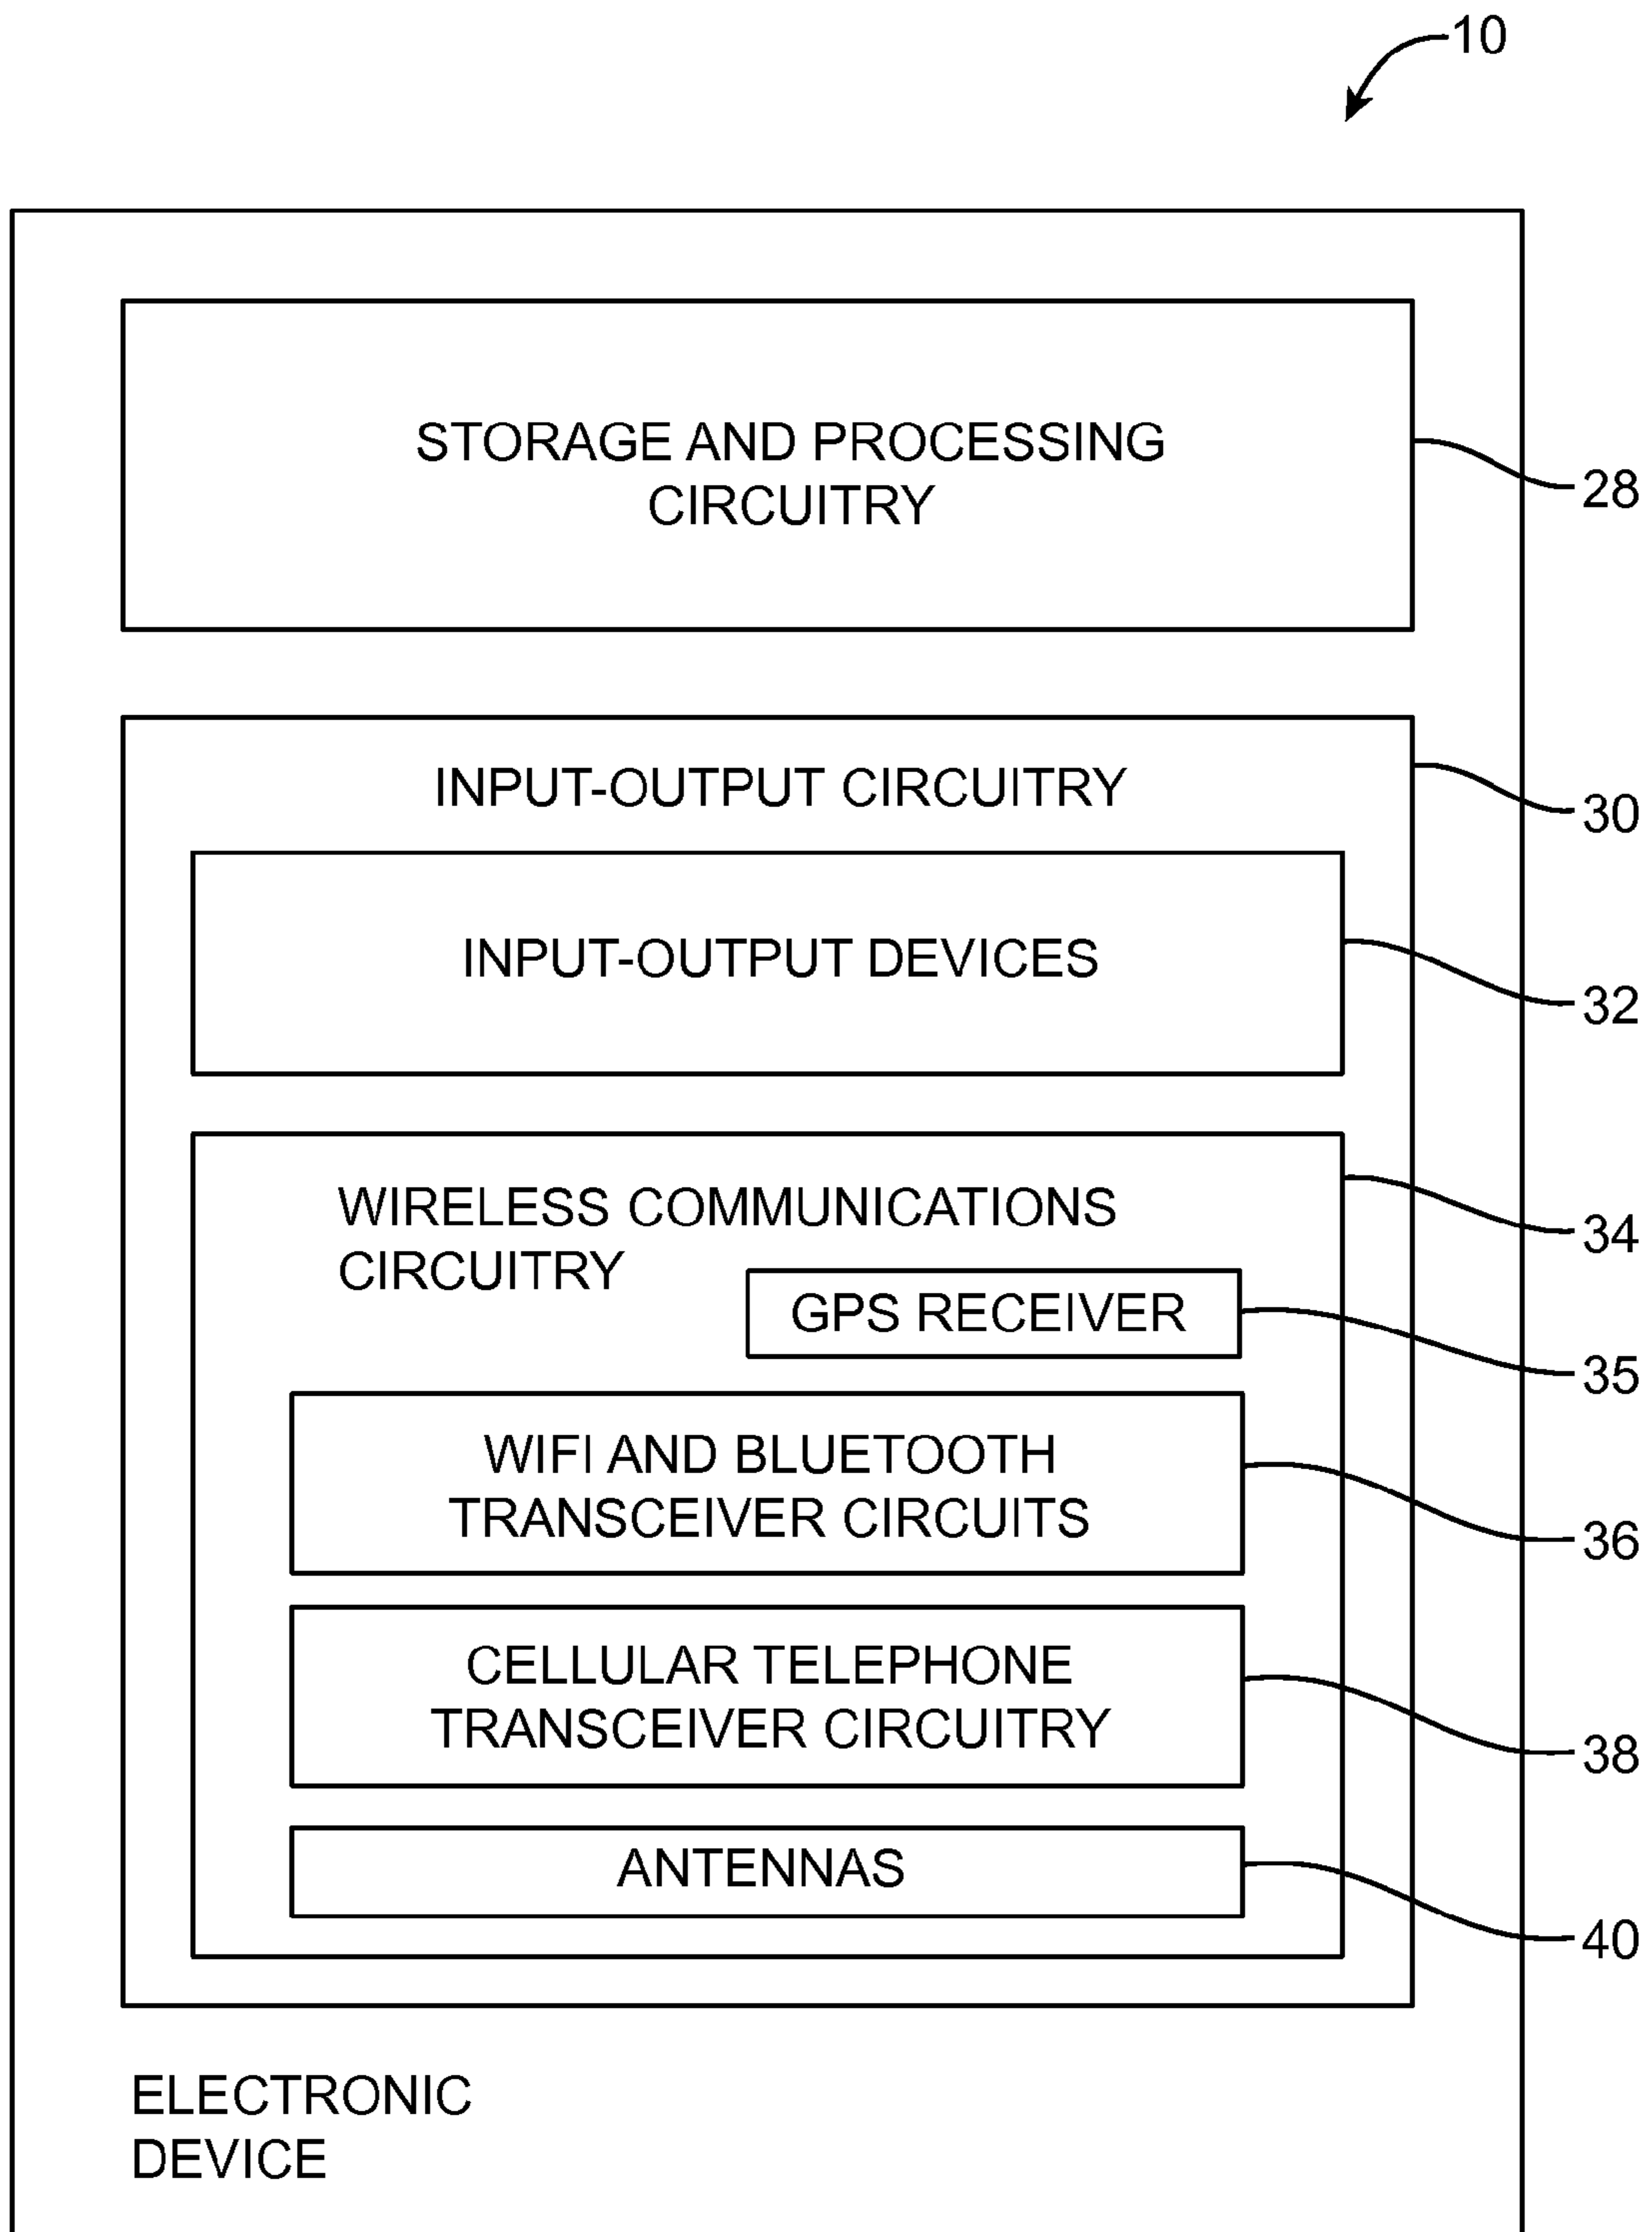 10
STORAGE AND PROCESSING
CIRCUITRY
28
INPUT-OUTPUT CIRCUITRY
30
INPUT-OUTPUT DEVICES
32
WIRELESS COMMUNICATIONS
CIRCUITRY
34
GPS RECEIVER
35
WIFI AND BLUETOOTH
TRANSCEIVER CIRCUITS
36
CELLULAR TELEPHONE
TRANSCEIVER CIRCUITRY
38
ANTENNAS
40
ELECTRONIC
DEVICE